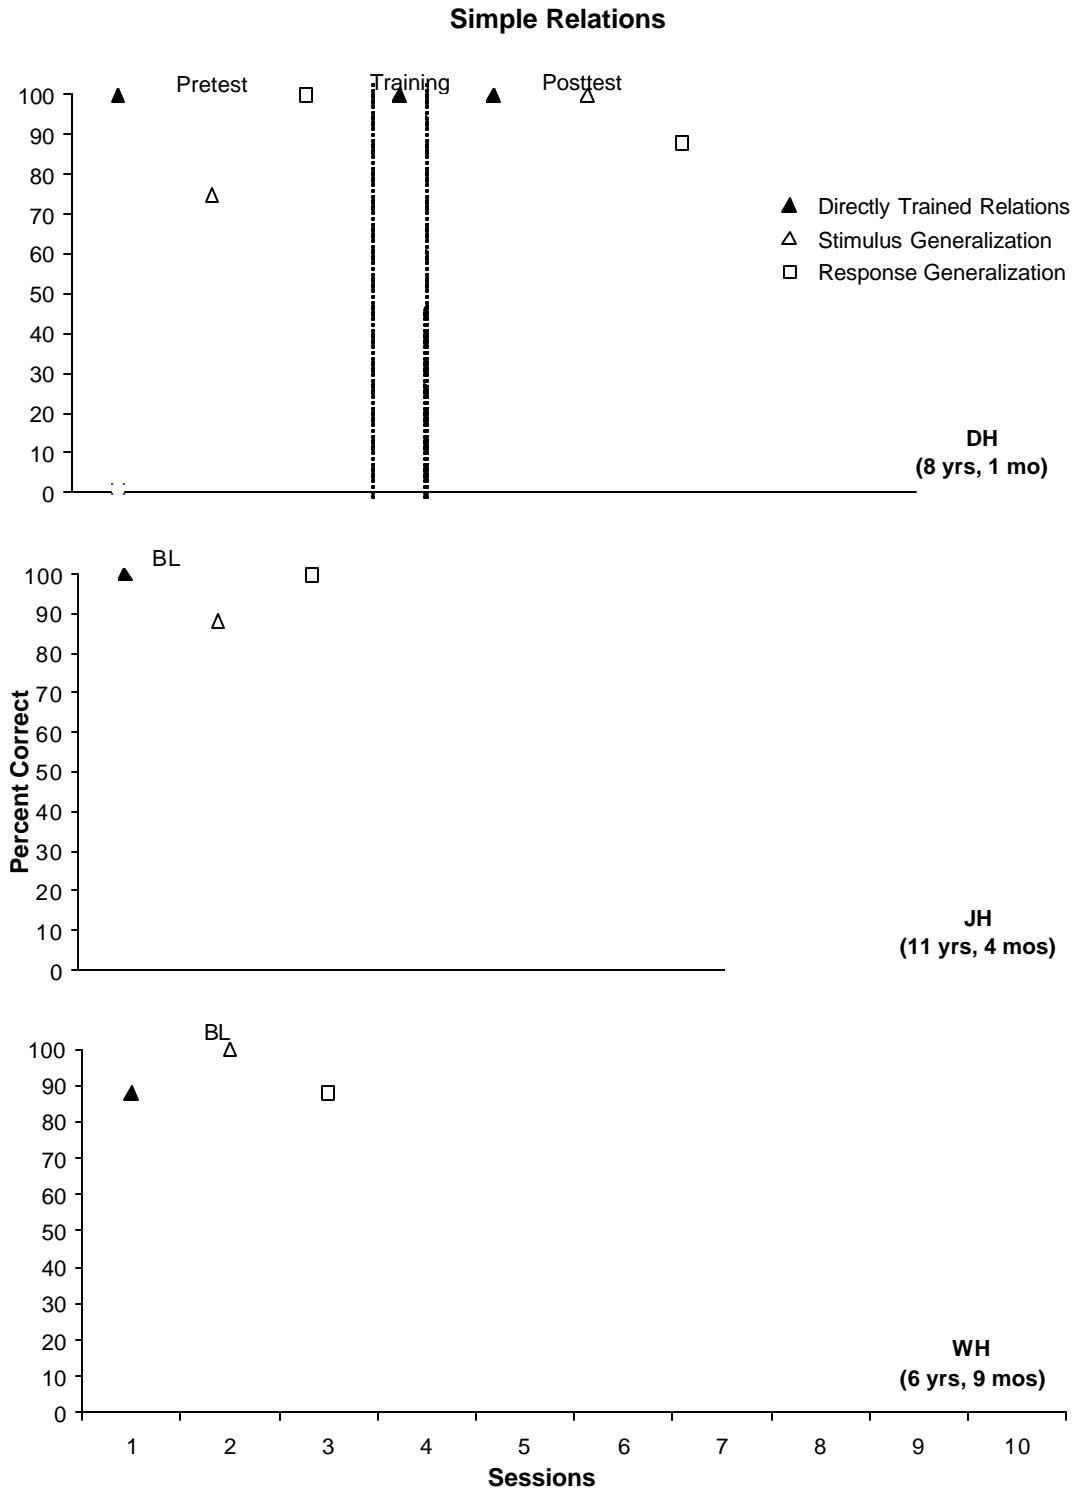 Simple Relations
Pretest Training Posttest
100
90
80
70
60
50
40
30
20
10
0
Directly Trained Relations
Stimulus Generalization
Response Generalization
DH
(8 yrs, 1 mo)
BL
100
90
80
70
60
50
40
30
20
10
0
Percent Correct
JH
(11 yrs, 4 mos)
BL
100
90
80
70
60
50
40
30
20
10
0
WH
(6 yrs, 9 mos)
1 2 3 4 5 6 7 8 9 10
Sessions